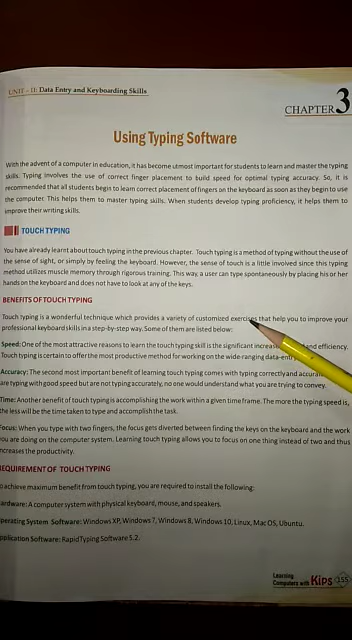 UNIT - II: Data Entry and Keyboarding Skills
CHAPTER 3
Using Typing Software
With the advent of a computer in education, it has become utmost important for students to learn and master the typing
skills. Typing involves the use of correct finger placement to build speed for optimal typing accuracy. So, it is
recommended that all students begin to learn correct placement of fingers on the keyboard as soon as they begin to use
the computer. This helps them to master typing skills. When students develop typing proficiency, it helps them to
improve their writing skills.
TOUCH TYPING
You have already learnt about touch typing in the previous chapter. Touch typing is a method of typing without the use of
the sense of sight, or simply by feeling the keyboard. However, the sense of touch is a little involved since this typing
method utilizes muscle memory through rigorous training. This way, a user can type spontaneously by placing his or her
hands on the keyboard and does not have to look at any of the keys.
BENEFITS OF TOUCH TYPING
Touch typing is a wonderful technique which provides a variety of customized exercises that help you to improve your
professional keyboard skills in a step-by-step way. Some of them are listed below:
Speed: One of the most attractive reasons to learn the touch typing skill is the significant increas and efficiency.
Touch typing is certain to offer the most productive method for working on the wide ranging data-entr
Accuracy: The second most important benefit of learning touch typing comes with typing correctly and accurat
are typing with good speed but are not typing accurately, no one would understand what you are trying to convey.
Time: Another benefit of touch typing is accomplishing the work within a given time frame. The more the typing speed is,
the less will be the time taken to type and accomplish the task.
Focus: When you type with two fingers, the focus gets diverted between finding the keys on the keyboard and the work
you are doing on the computer system. Learning touch typing allows you to focus on one thing instead of two and thus
ncreases the productivity.
EQUIREMENT OF TOUCH TYPING
achieve maximum benefit from touch typing, you are required to install the following:
ardware: A computer system with physical keyboard, mouse, and speakers.
perating System Software: Windows XP, Windows 7, Windows 8, Windows 10, Linux, Mac OS, Ubuntu.
pplication Software: RapidTyping Software 5.2.
Learning
Computers with Kips 155